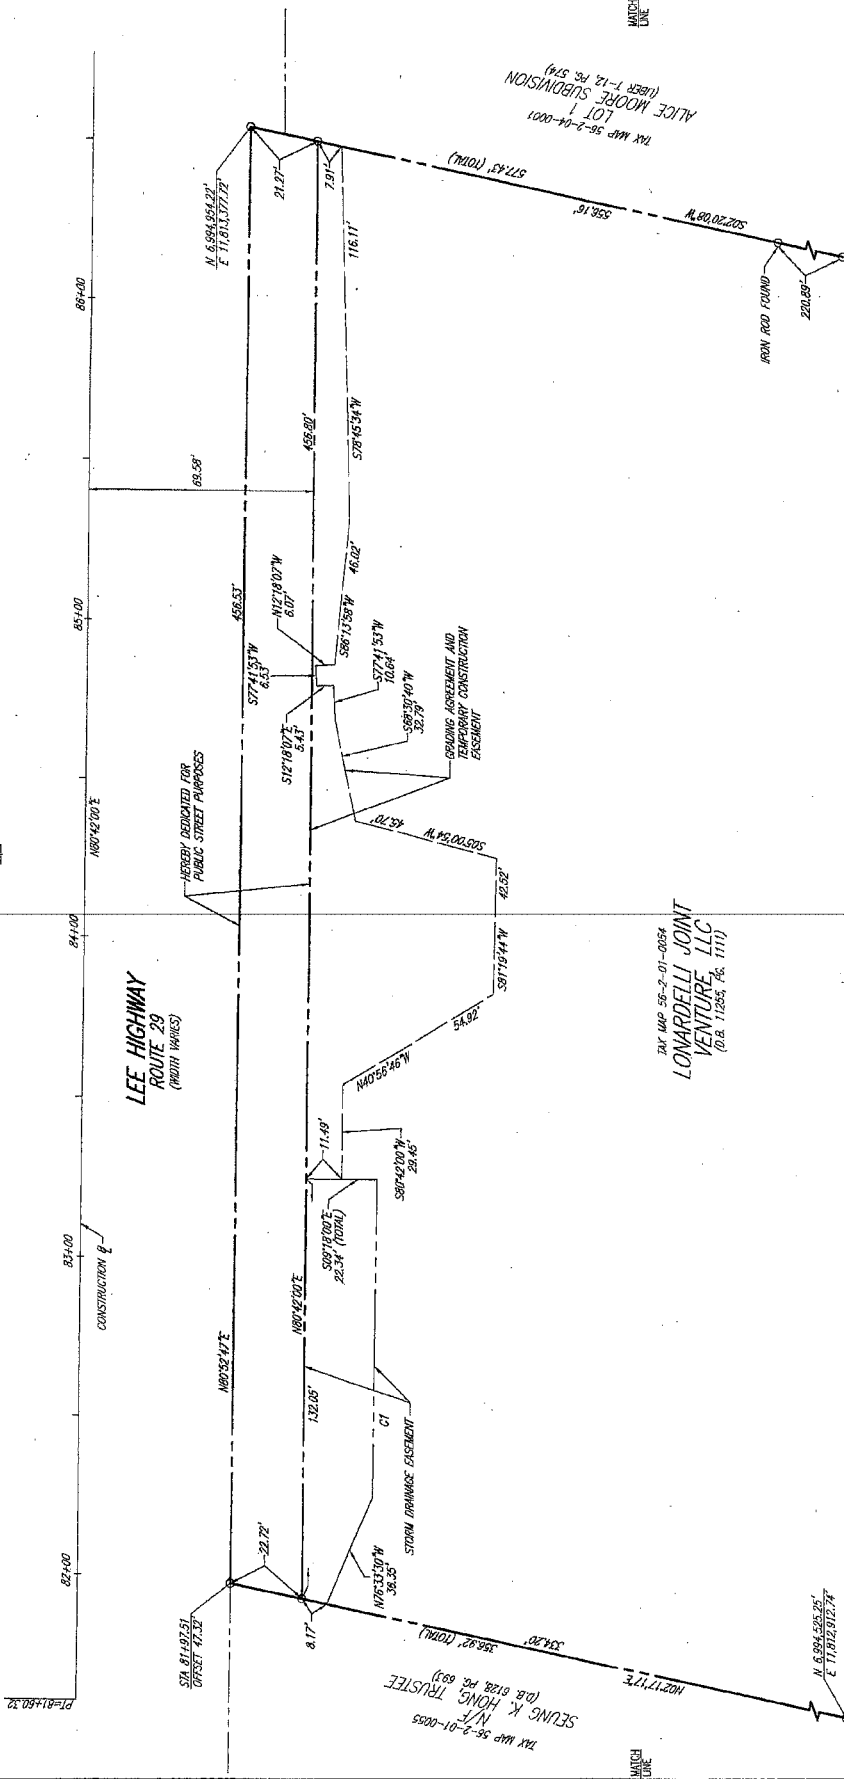 PI=81+60.32
82+00
83+00
84+00
85+00
86+00
CONSTRUCTION ₿
N80°42'00"E
LEE HIGHWAY
ROUTE 29
(WIDTH VARIES)
HEREBY DEDICATED FOR
PUBLIC STREET PURPOSES
69.58'
N 6,994,954.22'
E 11,813,377.72'
STA 81+97.51
OFFSET 47.32'
N80°52'47"E
456.53'
22.72'
21.27'
7.91'
8.17'
132.05'
N80°42'00"E
456.80'
11.49'
S09°18'00"E
22.34' (TOTAL)
S80°42'00"W
29.45'
N76°33'30"W
36.35'
C1
STORM DRAINAGE EASEMENT
N40°56'46"W
54.92'
S81°19'44"W
42.52'
S05°00'54"W
45.70'
S12°18'07"E
5.43'
S77°41'53"W
6.53'
N12°18'07"W
6.07'
S77°41'53"W
10.64'
S68°30'40"W
32.79'
S86°13'58"W
46.02'
S78°45'34"W
116.11'
GRADING AGREEMENT AND
TEMPORARY CONSTRUCTION
EASEMENT
TAX MAP 56-2-01-0054
LONARDELLI JOINT
VENTURE, LLC
(D.B. 11265, PG. 1111)
TAX MAP 56-2-01-0055
N/F
SEUNG K. HONG, TRUSTEE
(D.B. 6128, PG. 693)
356.92' (TOTAL)
334.20'
N02°17'17"E
N 6,994,525.25'
E 11,812,912.74'
TAX MAP 56-2-04-0001
LOT 1
ALICE MOORE SUBDIVISION
(LIBER T-12, PG. 574)
577.43' (TOTAL)
556.16'
S02°20'08"W
IRON ROD FOUND
220.89'
MATCH
LINE
MATCH
LINE